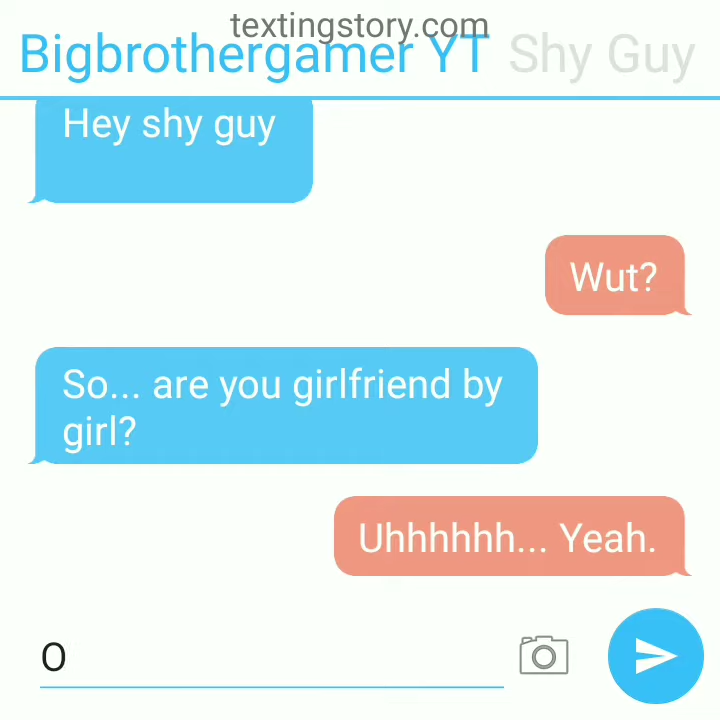 textingstory.com
Bigbrothergamer YT Shy Guy
Hey shy guy
Wut?
So... are you girlfriend by
girl?
Uhhhhhh... Yeah.
O